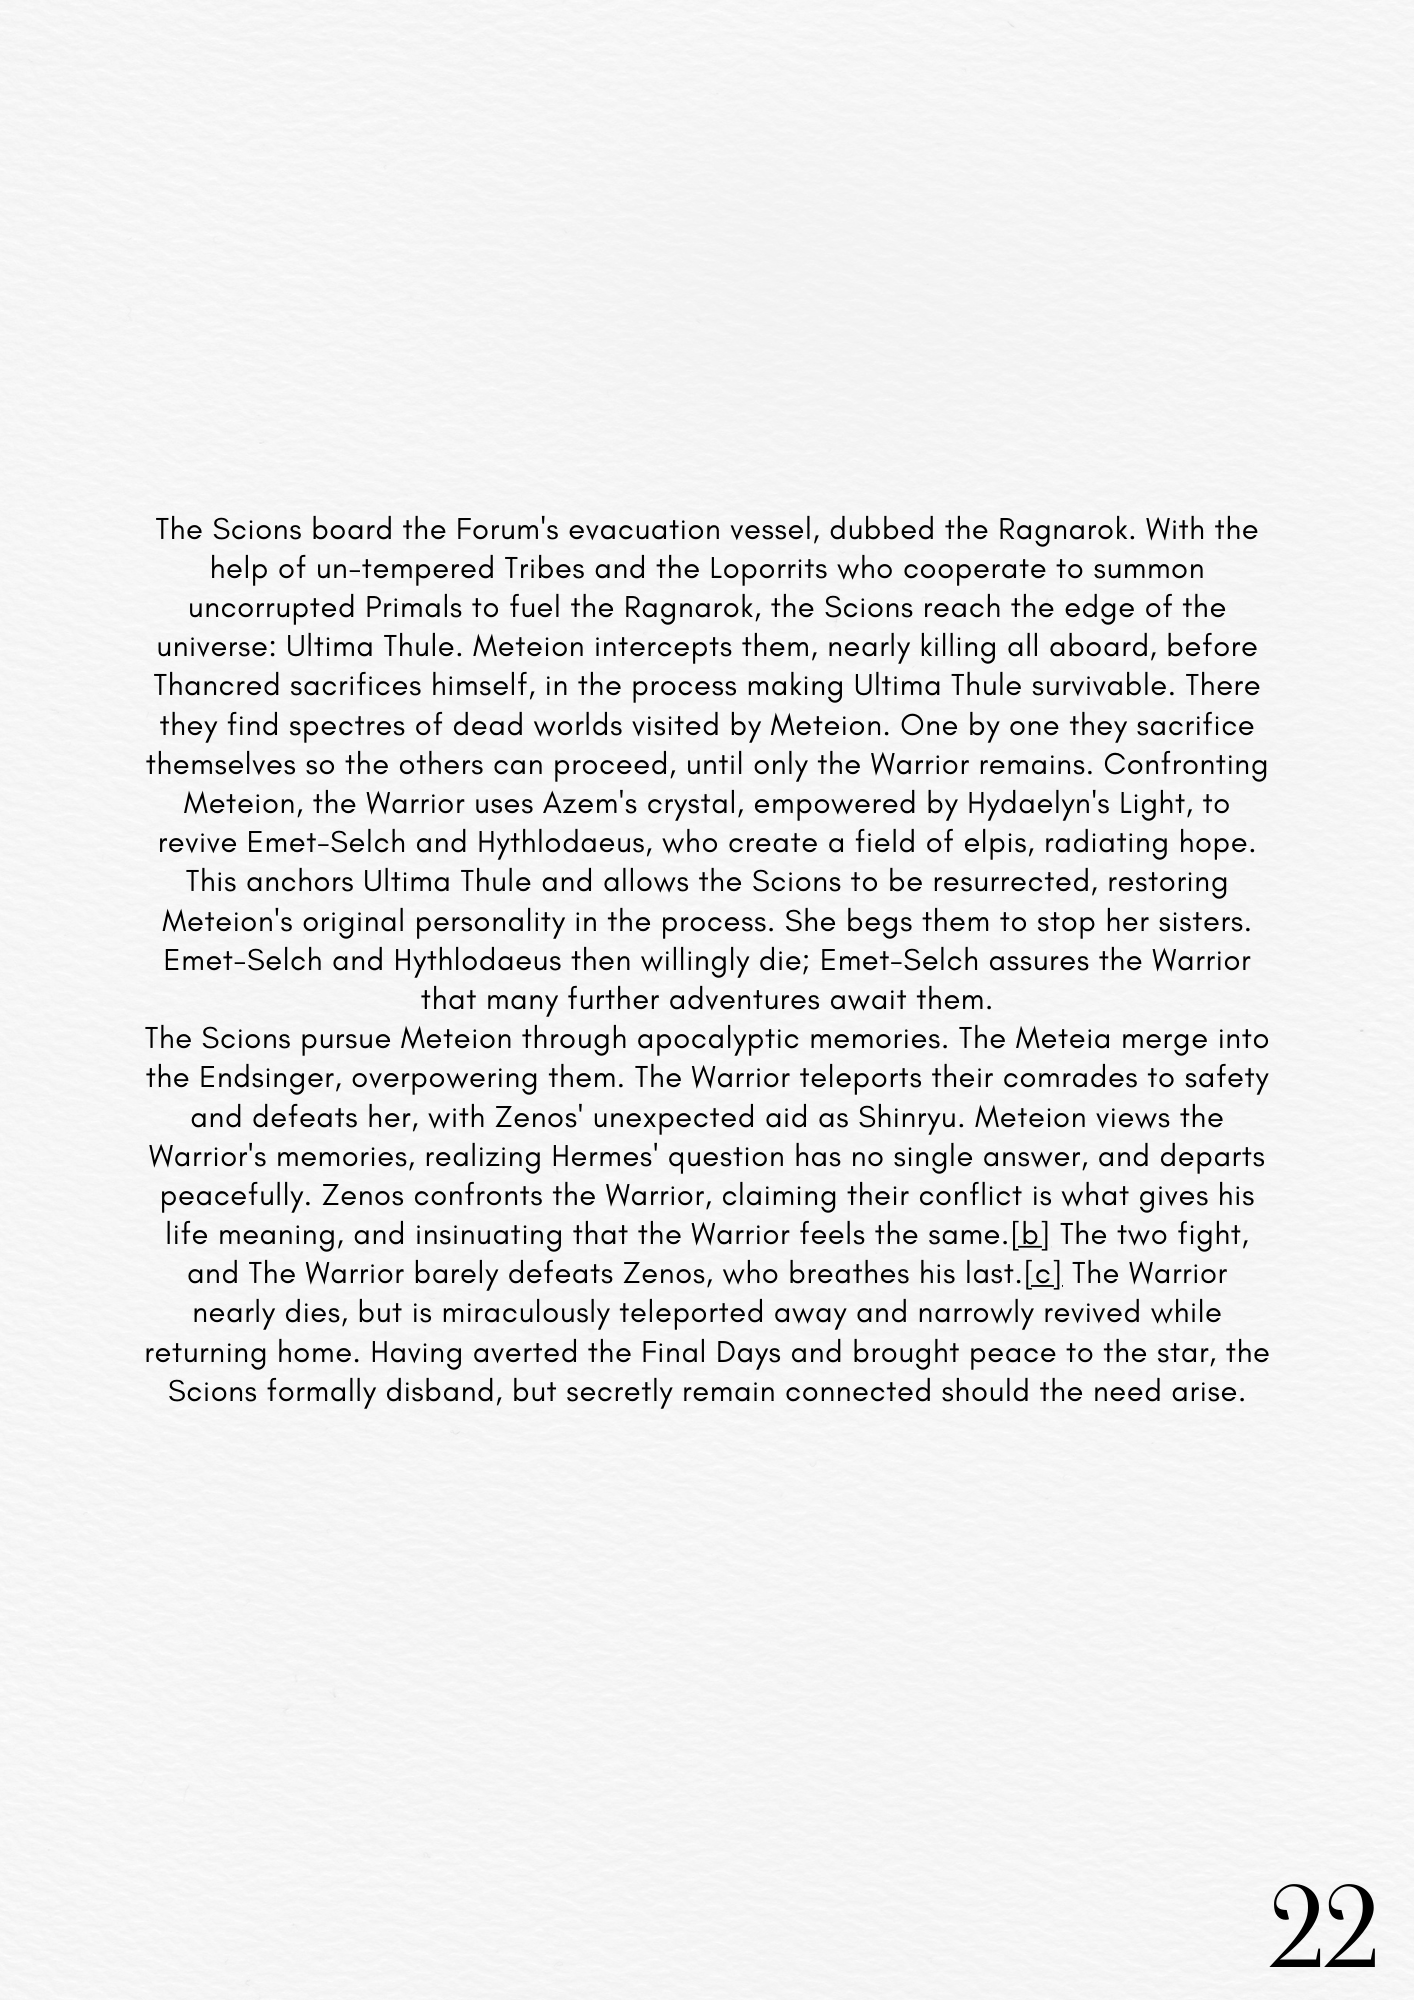 The Scions board the Forum's evacuation vessel, dubbed the Ragnarok. With the
help of un-tempered Tribes and the Loporrits who cooperate to summon
uncorrupted Primals to fuel the Ragnarok, the Scions reach the edge of the
universe: Ultima Thule. Meteion intercepts them, nearly killing all aboard, before
Thancred sacrifices himself, in the process making Ultima Thule survivable. There
they find spectres of dead worlds visited by Meteion. One by one they sacrifice
themselves so the others can proceed, until only the Warrior remains. Confronting
Meteion, the Warrior uses Azem's crystal, empowered by Hydaelyn's Light, to
revive Emet-Selch and Hythlodaeus, who create a field of elpis, radiating hope.
This anchors Ultima Thule and allows the Scions to be resurrected, restoring
Meteion's original personality in the process. She begs them to stop her sisters.
Emet-Selch and Hythlodaeus then willingly die; Emet-Selch assures the Warrior
that many further adventures await them.
The Scions pursue Meteion through apocalyptic memories. The Meteia merge into
the Endsinger, overpowering them. The Warrior teleports their comrades to safety
and defeats her, with Zenos' unexpected aid as Shinryu. Meteion views the
Warrior's memories, realizing Hermes' question has no single answer, and departs
peacefully. Zenos confronts the Warrior, claiming their conflict is what gives his
life meaning, and insinuating that the Warrior feels the same.[b] The two fight,
and The Warrior barely defeats Zenos, who breathes his last.[c] The Warrior
nearly dies, but is miraculously teleported away and narrowly revived while
returning home. Having averted the Final Days and brought peace to the star, the
Scions formally disband, but secretly remain connected should the need arise.
22